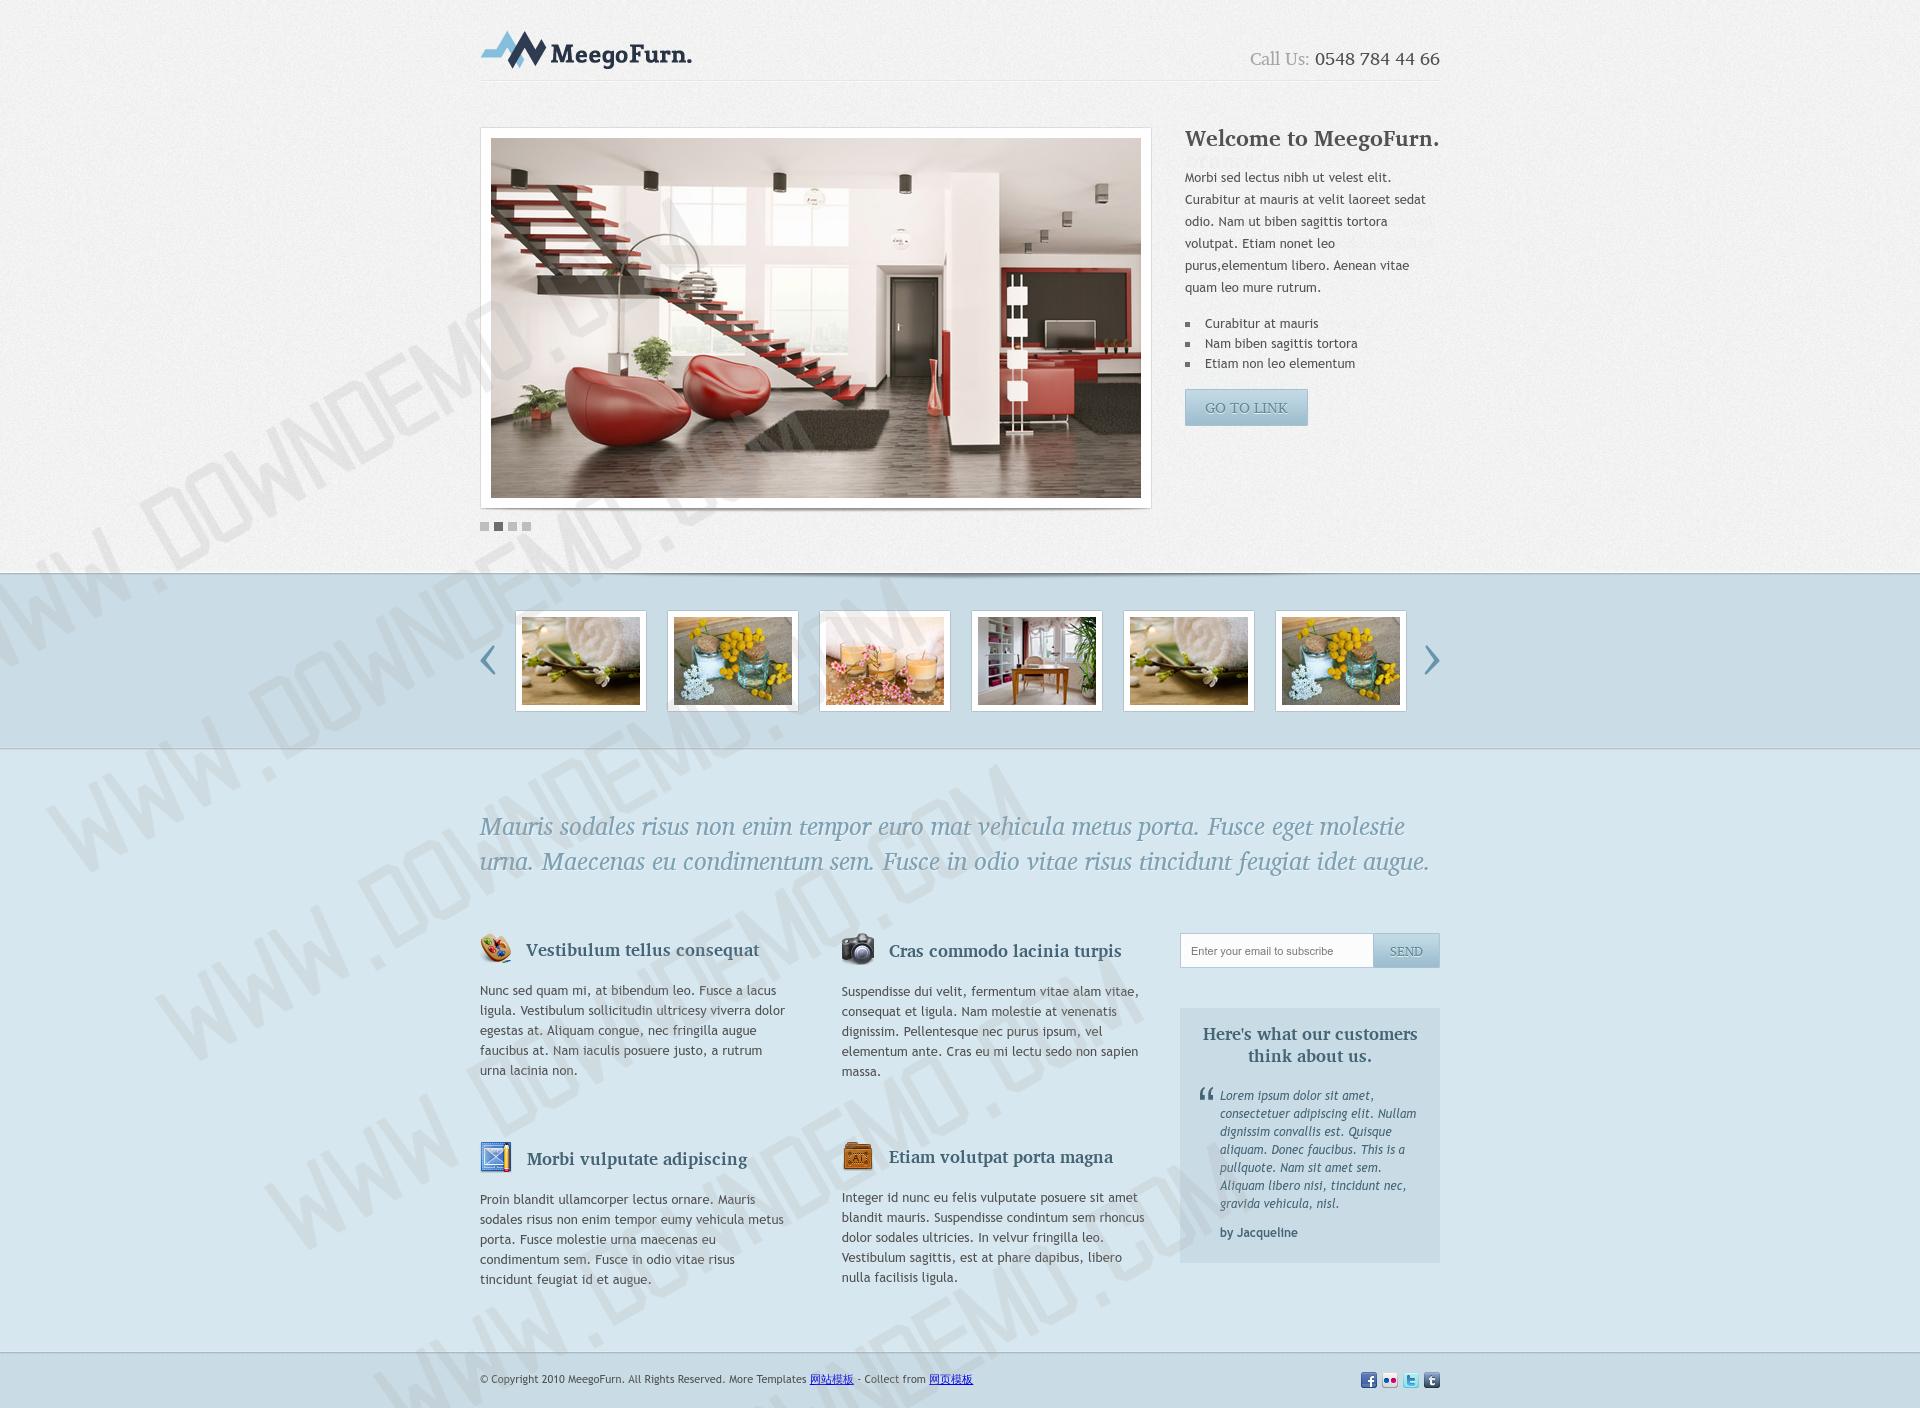 MeegoFurn.
Call Us: 0548 784 44 66
Welcome to MeegoFurn.
Morbi sed lectus nibh ut velest elit.
Curabitur at mauris at velit laoreet sedat
odio. Nam ut biben sagittis tortora
volutpat. Etiam nonet leo
purus,elementum libero. Aenean vitae
quam leo mure rutrum.
Curabitur at mauris
Nam biben sagittis tortora
Etiam non leo elementum
GO TO LINK
Mauris sodales risus non enim tempor euro mat vehicula metus porta. Fusce eget molestie
urna. Maecenas eu condimentum sem. Fusce in odio vitae risus tincidunt feugiat idet augue.
Vestibulum tellus consequat
Nunc sed quam mi, at bibendum leo. Fusce a lacus
ligula. Vestibulum sollicitudin ultricesy viverra dolor
egestas at. Aliquam congue, nec fringilla augue
faucibus at. Nam iaculis posuere justo, a rutrum
urna lacinia non.
Cras commodo lacinia turpis
Suspendisse dui velit, fermentum vitae alam vitae,
consequat et ligula. Nam molestie at venenatis
dignissim. Pellentesque nec purus ipsum, vel
elementum ante. Cras eu mi lectu sedo non sapien
massa.
Enter your email to subscribe
SEND
Here's what our customers
think about us.
“ Lorem ipsum dolor sit amet,
consectetuer adipiscing elit. Nullam
dignissim convallis est. Quisque
aliquam. Donec faucibus. This is a
pullquote. Nam sit amet sem.
Aliquam libero nisi, tincidunt nec,
gravida vehicula, nisl.
by Jacqueline
Morbi vulputate adipiscing
Proin blandit ullamcorper lectus ornare. Mauris
sodales risus non enim tempor eumy vehicula metus
porta. Fusce molestie urna maecenas eu
condimentum sem. Fusce in odio vitae risus
tincidunt feugiat id et augue.
Etiam volutpat porta magna
Integer id nunc eu felis vulputate posuere sit amet
blandit mauris. Suspendisse condintum sem rhoncus
dolor sodales ultricies. In velvur fringilla leo.
Vestibulum sagittis, est at phare dapibus, libero
nulla facilisis ligula.
© Copyright 2010 MeegoFurn. All Rights Reserved. More Templates 网站模板 - Collect from 网页模板
WWW.DOWNDEMO.COM
WWW.DOWNDEMO.COM
WWW.DOWNDEMO.COM
WWW.DOWNDEMO.COM
WWW.DOWNDEMO.COM
WWW.DOWNDEMO.COM